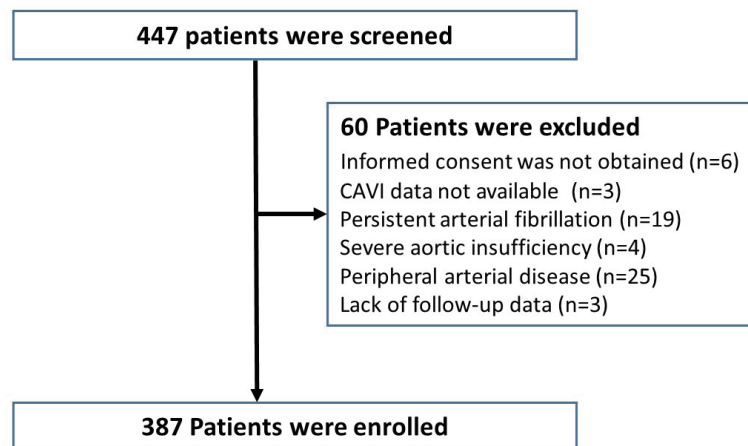 447 patients were screened
60 Patients were excluded
Informed consent was not obtained (n=6)
CAVI data not available (n=3)
Persistent arterial fibrillation (n=19)
Severe aortic insufficiency (n=4)
Peripheral arterial disease (n=25)
Lack of follow-up data (n=3)
387 Patients were enrolled